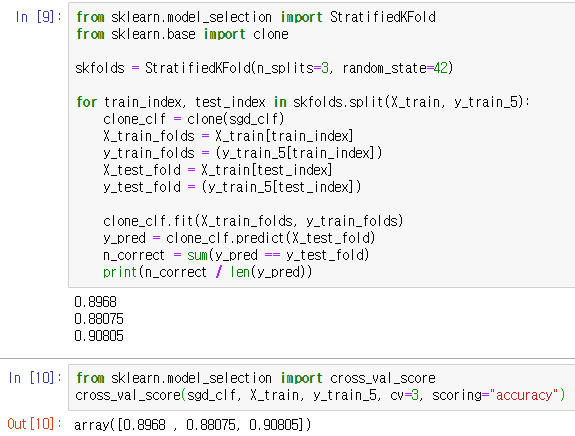 In [9]: from sklearn.model_selection import StratifiedKFold
from sklearn.base import clone

skfolds = StratifiedKFold(n_splits=3, random_state=42)

for train_index, test_index in skfolds.split(X_train, y_train_5):
    clone_clf = clone(sgd_clf)
    X_train_folds = X_train[train_index]
    y_train_folds = (y_train_5[train_index])
    X_test_fold = X_train[test_index]
    y_test_fold = (y_train_5[test_index])

    clone_clf.fit(X_train_folds, y_train_folds)
    y_pred = clone_clf.predict(X_test_fold)
    n_correct = sum(y_pred == y_test_fold)
    print(n_correct / len(y_pred))
0.8968
0.88075
0.90805
In [10]: from sklearn.model_selection import cross_val_score
cross_val_score(sgd_clf, X_train, y_train_5, cv=3, scoring="accuracy")
Out[10]: array([0.8968 , 0.88075, 0.90805])